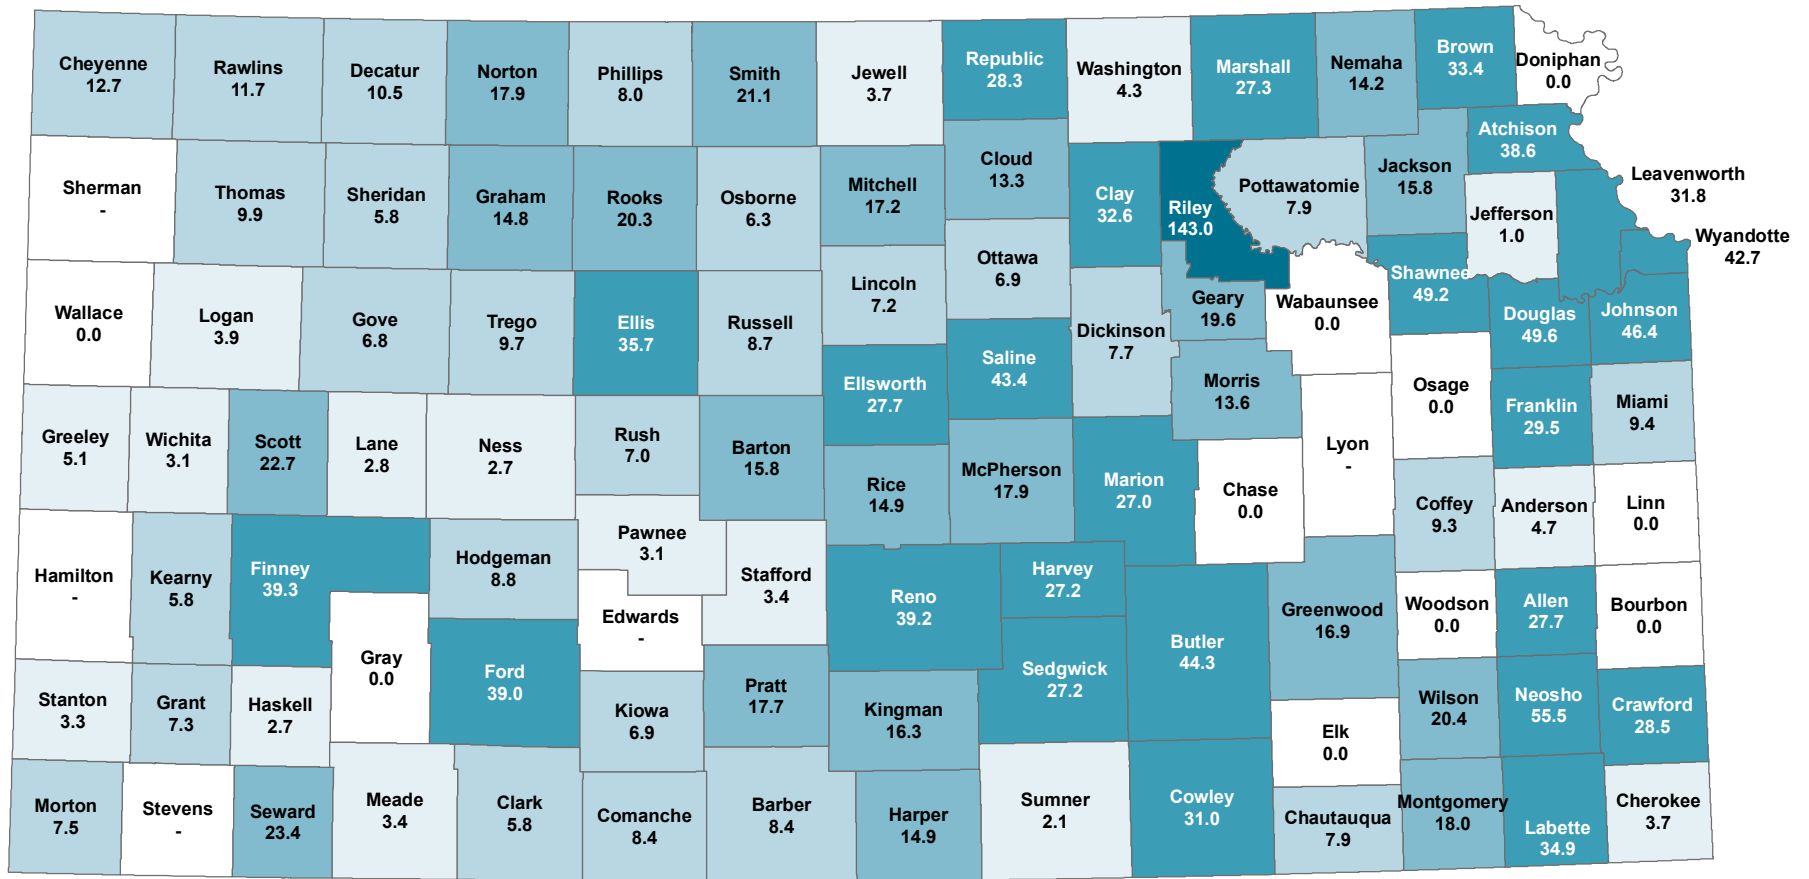 Cheyenne
12.7
Rawlins
11.7
Decatur
10.5
Norton
17.9
Phillips
8.0
Smith
21.1
Jewell
3.7
Republic
28.3
Washington
4.3
Marshall
27.3
Nemaha
14.2
Brown
33.4
Doniphan
0.0
Sherman
-
Thomas
9.9
Sheridan
5.8
Graham
14.8
Rooks
20.3
Osborne
6.3
Mitchell
17.2
Cloud
13.3
Clay
32.6
Riley
143.0
Pottawatomie
7.9
Jackson
15.8
Atchison
38.6
Jefferson
1.0
Leavenworth
31.8
Wyandotte
42.7
Wallace
0.0
Logan
3.9
Gove
6.8
Trego
9.7
Ellis
35.7
Russell
8.7
Lincoln
7.2
Ottawa
6.9
Saline
43.4
Dickinson
7.7
Geary
19.6
Wabaunsee
0.0
Shawnee
49.2
Douglas
49.6
Johnson
46.4
Greeley
5.1
Wichita
3.1
Scott
22.7
Lane
2.8
Ness
2.7
Rush
7.0
Barton
15.8
Ellsworth
27.7
Rice
14.9
McPherson
17.9
Marion
27.0
Morris
13.6
Chase
0.0
Lyon
-
Osage
0.0
Franklin
29.5
Miami
9.4
Coffey
9.3
Anderson
4.7
Linn
0.0
Hamilton
-
Kearny
5.8
Finney
39.3
Hodgeman
8.8
Pawnee
3.1
Edwards
-
Stafford
3.4
Reno
39.2
Harvey
27.2
Sedgwick
27.2
Butler
44.3
Greenwood
16.9
Woodson
0.0
Allen
27.7
Bourbon
0.0
Gray
0.0
Ford
39.0
Stanton
3.3
Grant
7.3
Haskell
2.7
Kiowa
6.9
Pratt
17.7
Kingman
16.3
Elk
0.0
Wilson
20.4
Neosho
55.5
Crawford
28.5
Morton
7.5
Stevens
-
Seward
23.4
Meade
3.4
Clark
5.8
Comanche
8.4
Barber
8.4
Harper
14.9
Sumner
2.1
Cowley
31.0
Chautauqua
7.9
Montgomery
18.0
Labette
34.9
Cherokee
3.7